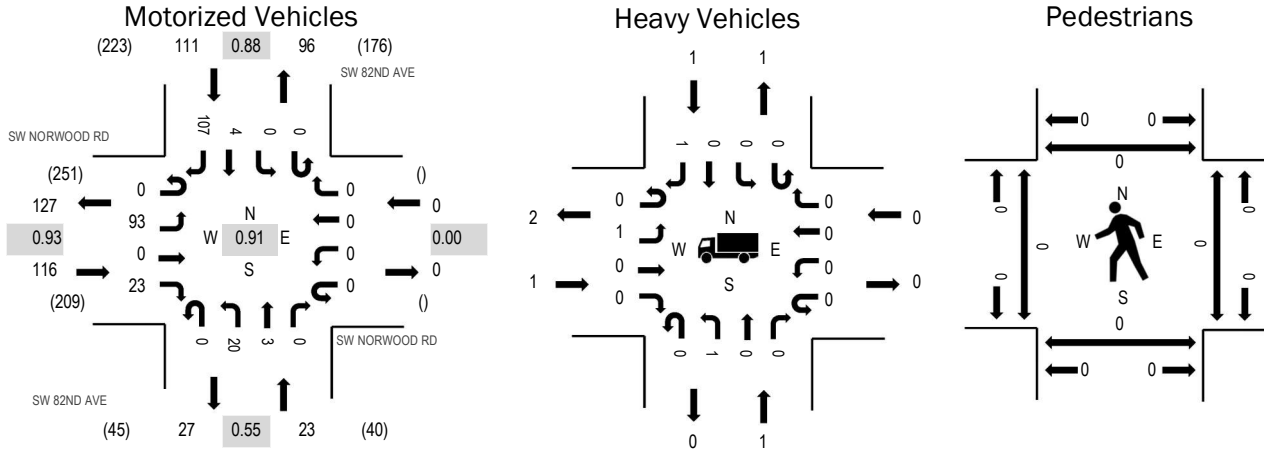 Motorized Vehicles
(223) 111 0.88 96 (176)
SW 82ND AVE
SW NORWOOD RD
107 4 0 0
(251) 0 0 ()
127 93 0 0
N
0.93 0 W 0.91 E 0 0.00
S
116 23 0 0
(209) ()
0 20 3 0
SW NORWOOD RD
SW 82ND AVE
(45) 27 0.55 23 (40)
Heavy Vehicles
1 1
1 0 0 0
0 0
2 1 0 0
N
W E
S
1 0 0 0
0 0
0 1 0 0
0 1
Pedestrians
0 0
0
0 N 0
0 W E 0
0 S 0
0
0 0